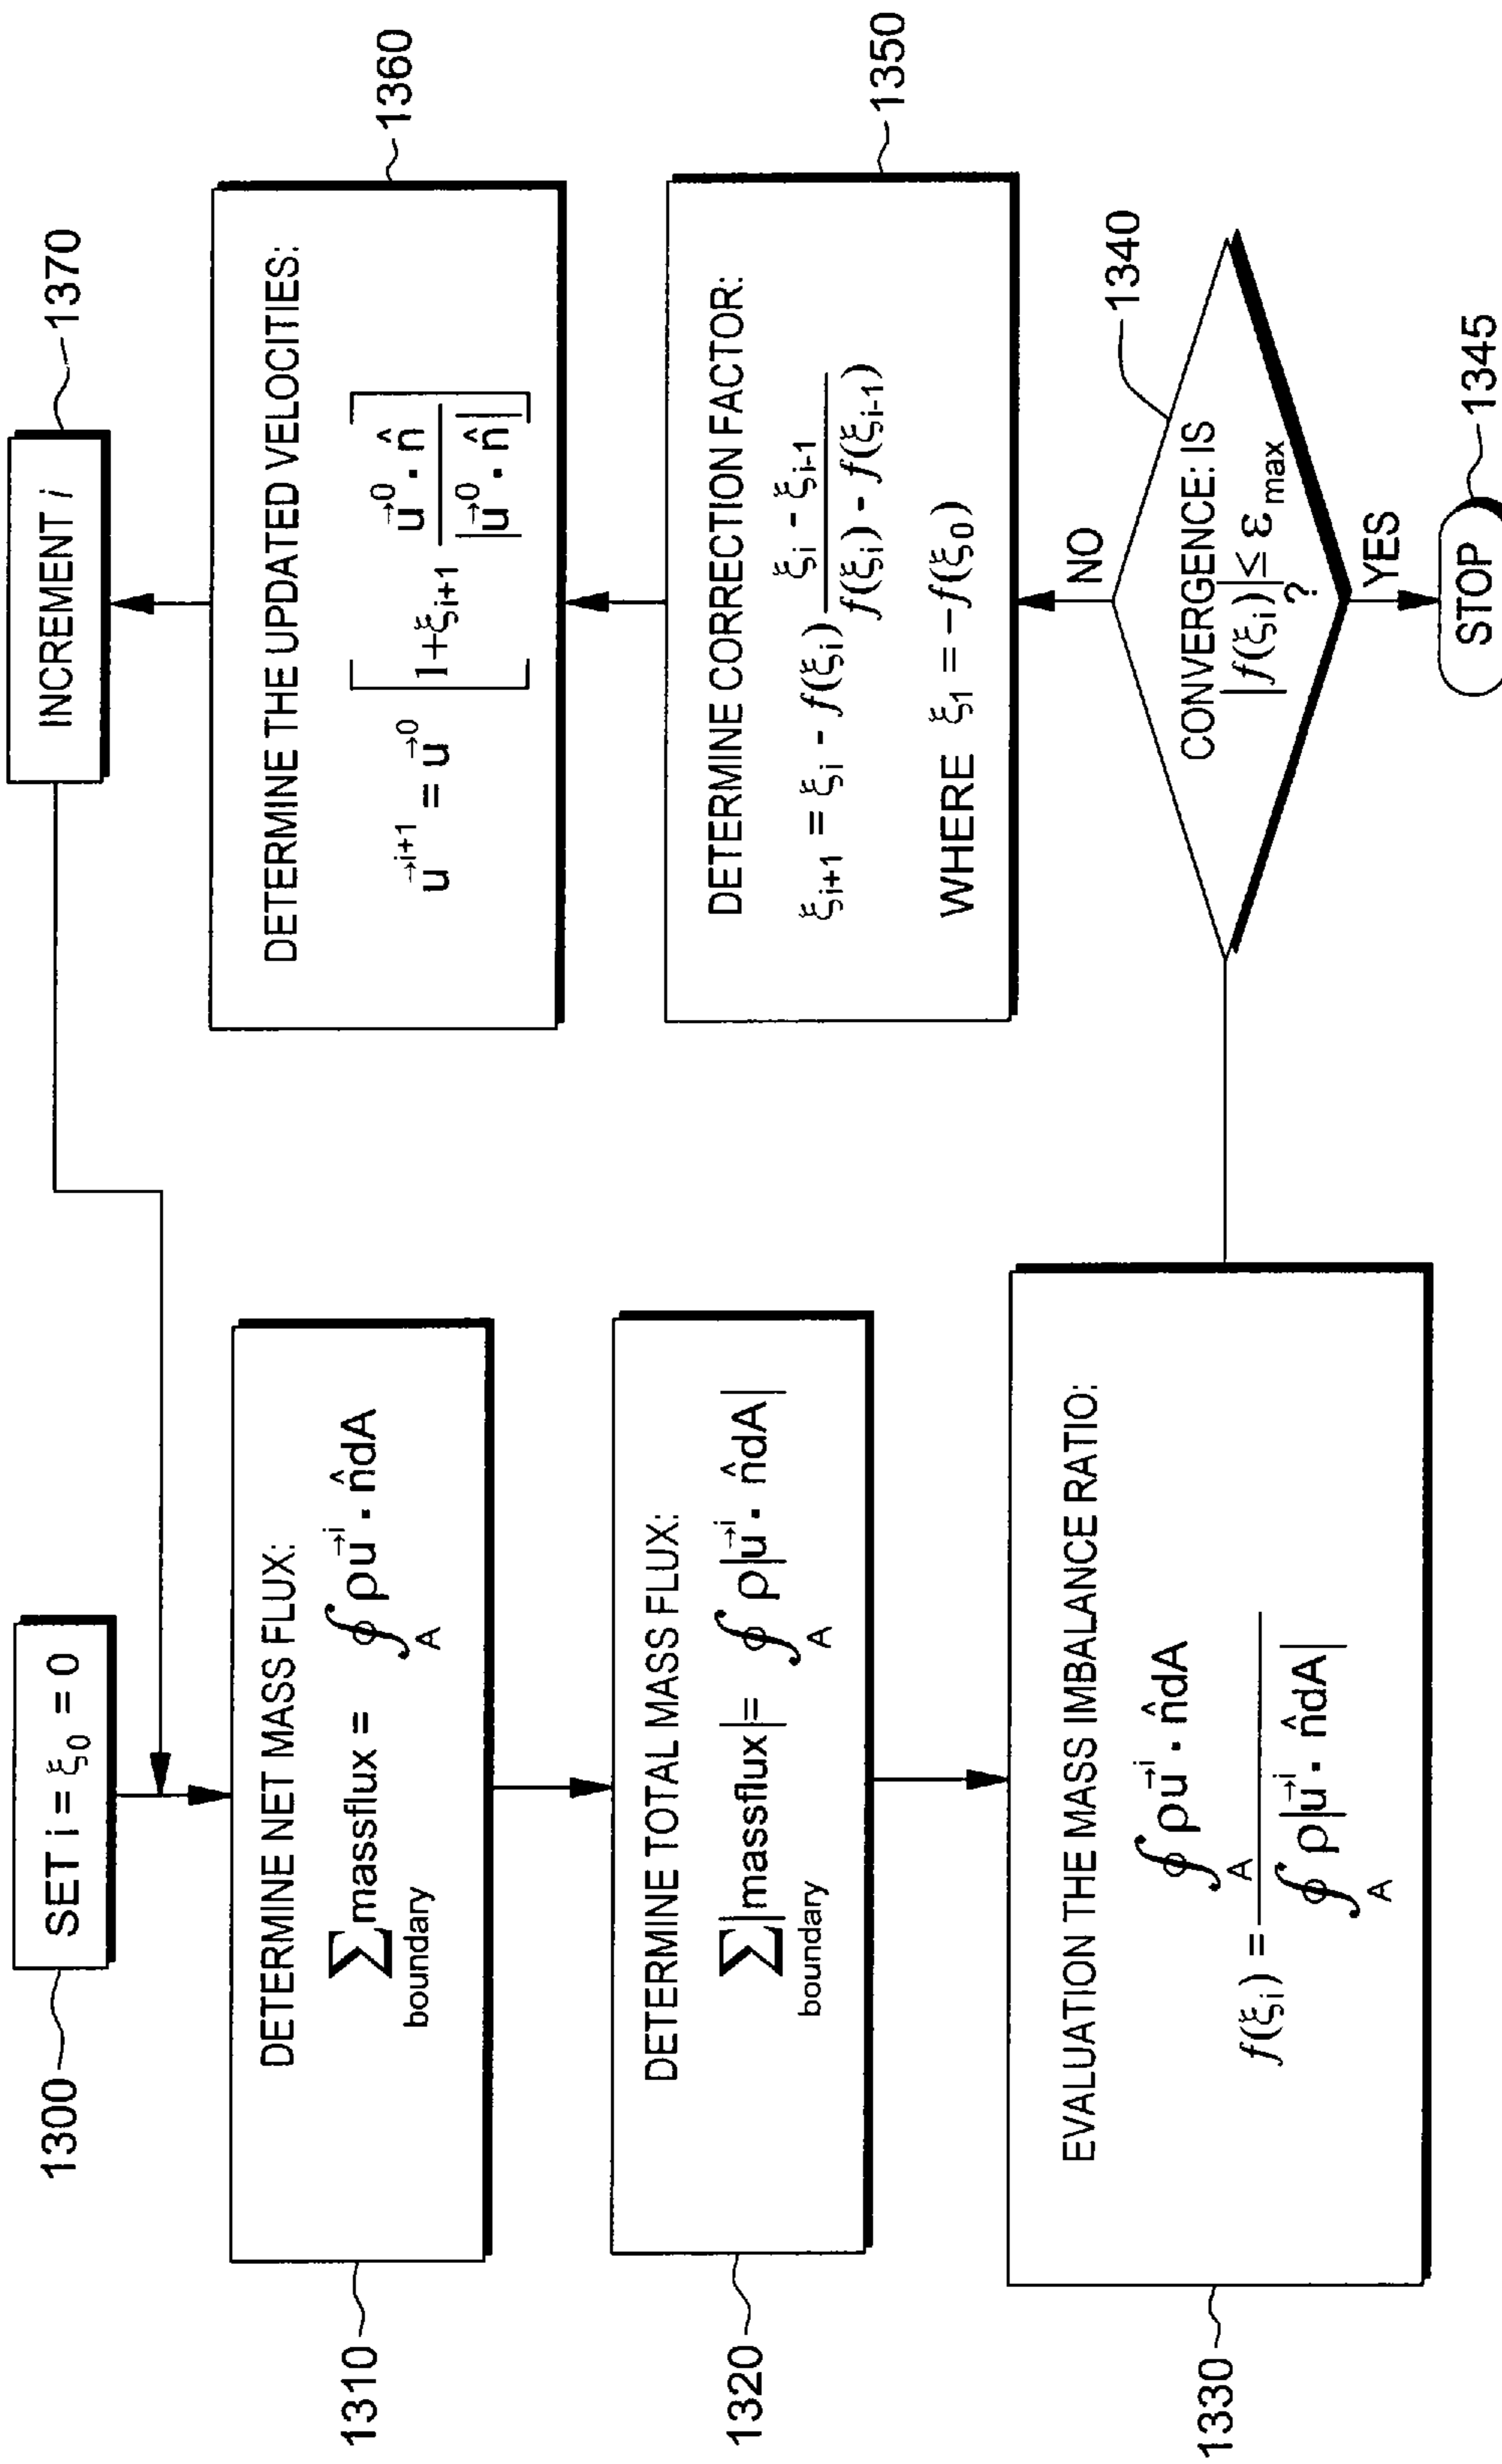 1300
SET i = ξ₀ = 0
1310
DETERMINE NET MASS FLUX:
∑ massflux = ∮ ρu⃗ⁱ · n̂dA
boundary A
1320
DETERMINE TOTAL MASS FLUX:
∑ |massflux| = ∮ ρ|u⃗ⁱ · n̂dA|
boundary A
1330
EVALUATION THE MASS IMBALANCE RATIO:
∮ ρu⃗ⁱ · n̂dA
A
f(ξᵢ) =
∮ ρ|u⃗ⁱ · n̂dA|
A
1370
INCREMENT i
1360
DETERMINE THE UPDATED VELOCITIES:
u⃗ⁱ⁺¹ = u⃗⁰ [1+ξᵢ₊₁ u⃗⁰ · n̂ / |u⃗⁰ · n̂|]
1350
DETERMINE CORRECTION FACTOR:
ξᵢ₊₁ = ξᵢ - f(ξᵢ) ξᵢ - ξᵢ₋₁ / f(ξᵢ) - f(ξᵢ₋₁)
WHERE ξ₁ = -f(ξ₀)
NO
1340
CONVERGENCE: IS
|f(ξᵢ)| ≤ ε max
?
YES
STOP
1345